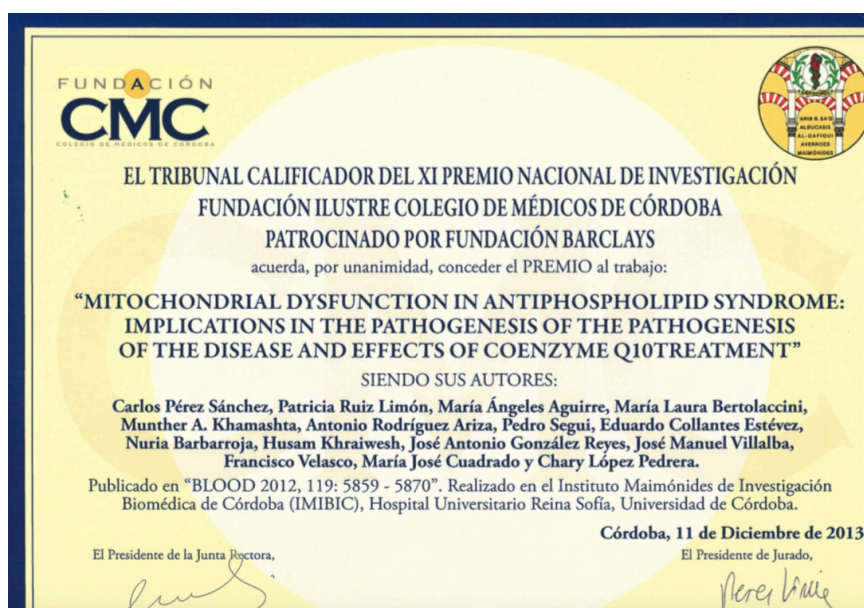 FUNDACIÓN
CMC
COLEGIO DE MÉDICOS DE CÓRDOBA
ARIB B. SA'D
ALBUCASIS
AL-GAFIQUI
AVERROES
MAIMÓNIDES
EL TRIBUNAL CALIFICADOR DEL XI PREMIO NACIONAL DE INVESTIGACIÓN
FUNDACIÓN ILUSTRE COLEGIO DE MÉDICOS DE CÓRDOBA
PATROCINADO POR FUNDACIÓN BARCLAYS
acuerda, por unanimidad, conceder el PREMIO al trabajo:
“MITOCHONDRIAL DYSFUNCTION IN ANTIPHOSPHOLIPID SYNDROME:
IMPLICATIONS IN THE PATHOGENESIS OF THE PATHOGENESIS
OF THE DISEASE AND EFFECTS OF COENZYME Q10TREATMENT”
SIENDO SUS AUTORES:
Carlos Pérez Sánchez, Patricia Ruiz Limón, María Ángeles Aguirre, María Laura Bertolaccini,
Munther A. Khamashta, Antonio Rodríguez Ariza, Pedro Segui, Eduardo Collantes Estévez,
Nuria Barbarroja, Husam Khraiwesh, José Antonio González Reyes, José Manuel Villalba,
Francisco Velasco, María José Cuadrado y Chary López Pedrera.
Publicado en “BLOOD 2012, 119: 5859 - 5870”. Realizado en el Instituto Maimónides de Investigación
Biomédica de Córdoba (IMIBIC), Hospital Universitario Reina Sofía, Universidad de Córdoba.
Córdoba, 11 de Diciembre de 2013
El Presidente de la Junta Rectora,
El Presidente de Jurado,